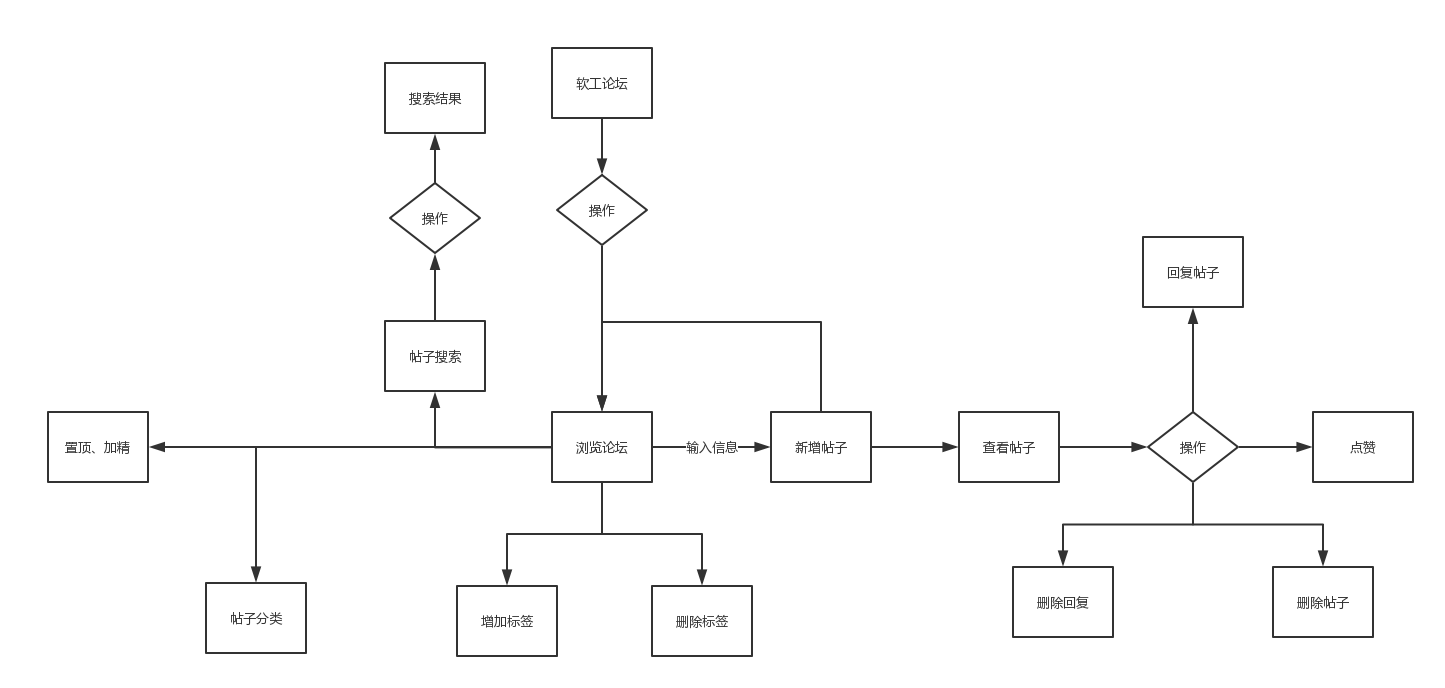 软工论坛
搜索结果
操作
操作
回复帖子
帖子搜索
置顶、加精
浏览论坛
输入信息
新增帖子
查看帖子
操作
点赞
帖子分类
增加标签
删除标签
删除回复
删除帖子